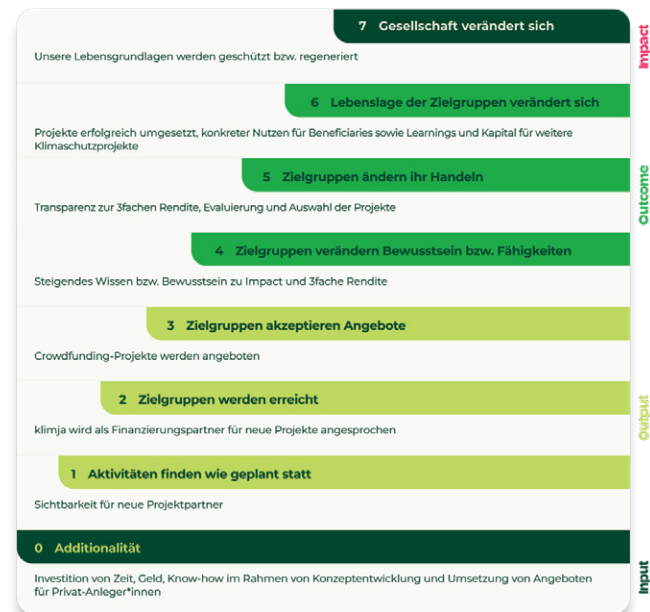 7 Gesellschaft verändert sich
Unsere Lebensgrundlagen werden geschützt bzw. regeneriert
Impact
6 Lebenslage der Zielgruppen verändert sich
Projekte erfolgreich umgesetzt, konkreter Nutzen für Beneficiaries sowie Learnings und Kapital für weitere
Klimaschutzprojekte
5 Zielgruppen ändern ihr Handeln
Transparenz zur 3fachen Rendite, Evaluierung und Auswahl der Projekte
Outcome
4 Zielgruppen verändern Bewusstsein bzw. Fähigkeiten
Steigendes Wissen bzw. Bewusstsein zu Impact und 3fache Rendite
3 Zielgruppen akzeptieren Angebote
Crowdfunding-Projekte werden angeboten
2 Zielgruppen werden erreicht
klimja wird als Finanzierungspartner für neue Projekte angesprochen
Output
1 Aktivitäten finden wie geplant statt
Sichtbarkeit für neue Projektpartner
0 Additionalität
Investition von Zeit, Geld, Know-how im Rahmen von Konzeptentwicklung und Umsetzung von Angeboten
für Privat-Anleger*innen
Input